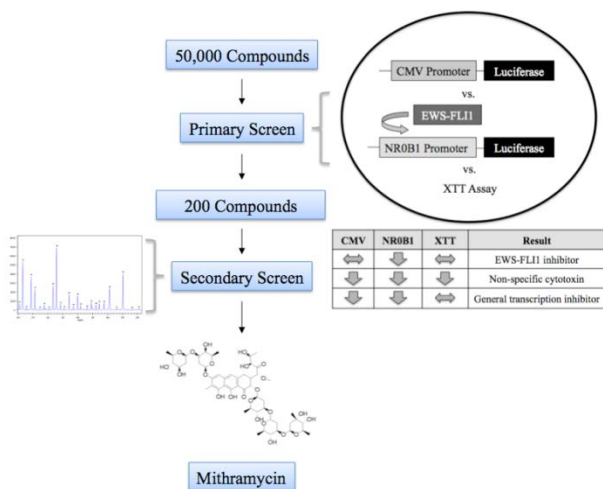 50,000 Compounds
Primary Screen
200 Compounds
Secondary Screen
Mithramycin
CMV Promoter
Luciferase
vs.
EWS-FLI1
NR0B1 Promoter
Luciferase
vs.
XTT Assay
CMV NR0B1 XTT Result
EWS-FLI1 inhibitor
Non-specific cytotoxin
General transcription inhibitor